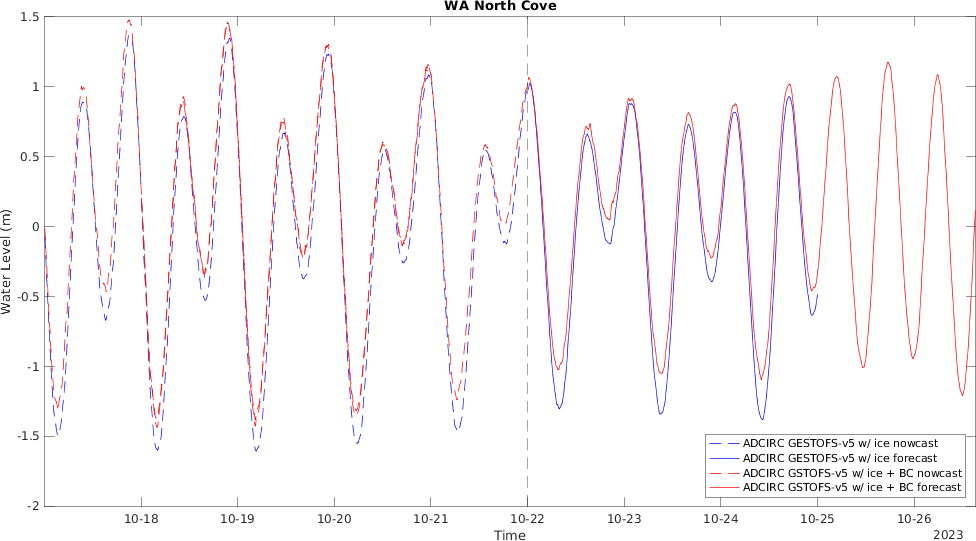 WA North Cove
1.5
1
0.5
0
-0.5
-1
-1.5
-2
Water Level (m)
10-18
10-19
10-20
10-21
10-22
10-23
10-24
10-25
10-26
Time
2023
ADCIRC GESTOFS-v5 w/ ice nowcast
ADCIRC GESTOFS-v5 w/ ice forecast
ADCIRC GSTOFS-v5 w/ ice + BC nowcast
ADCIRC GSTOFS-v5 w/ ice + BC forecast